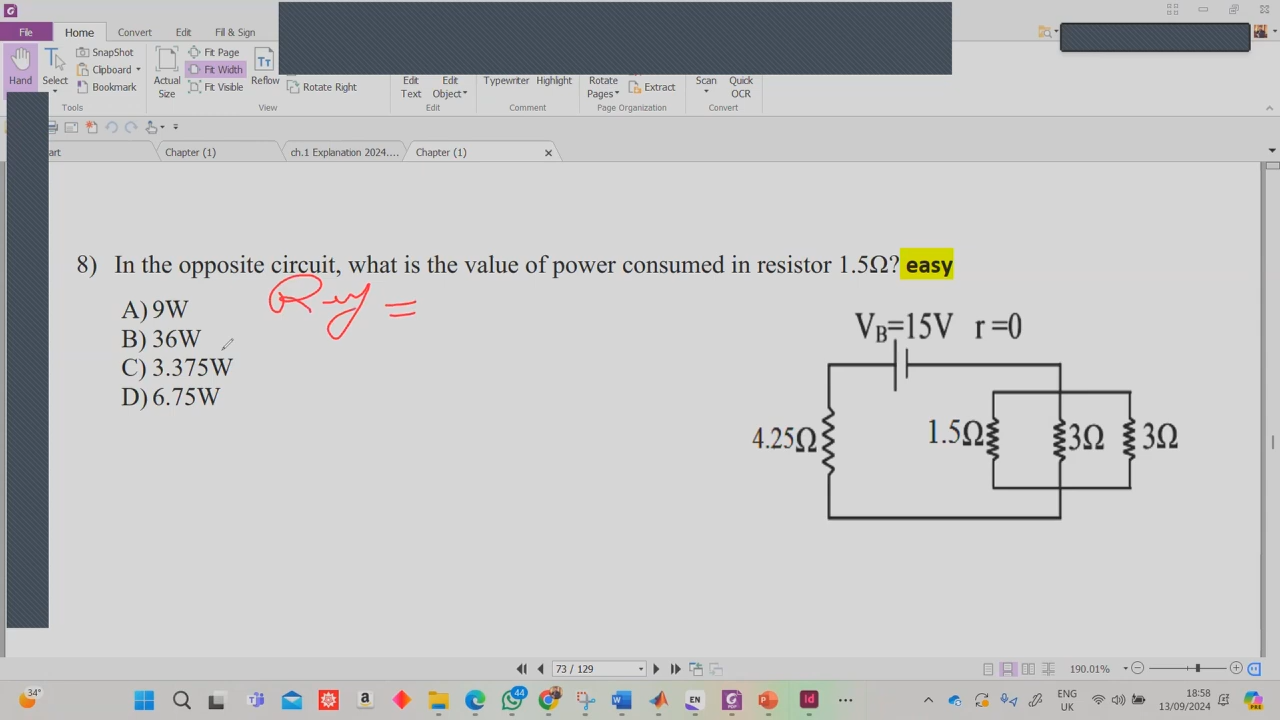 File Home Convert Edit Fill & Sign
Hand
Select
SnapShot
Clipboard
Bookmark
Tools
Actual Size
Fit Page
Fit Width
Fit Visible
Reflow
Rotate Right
View
Edit Text
Edit Object
Edit
Typewriter
Highlight
Comment
Rotate Pages
Extract
Page Organization
Scan
Quick OCR
Convert
art Chapter (1) ch.1 Explanation 2024.... Chapter (1)
8) In the opposite circuit, what is the value of power consumed in resistor 1.5Ω? easy
A) 9W
B) 36W
C) 3.375W
D) 6.75W
VB=15V r =0
4.25Ω 1.5Ω 3Ω 3Ω
73 / 129
190.01%
34°
44
ENG
UK
18:58
13/09/2024